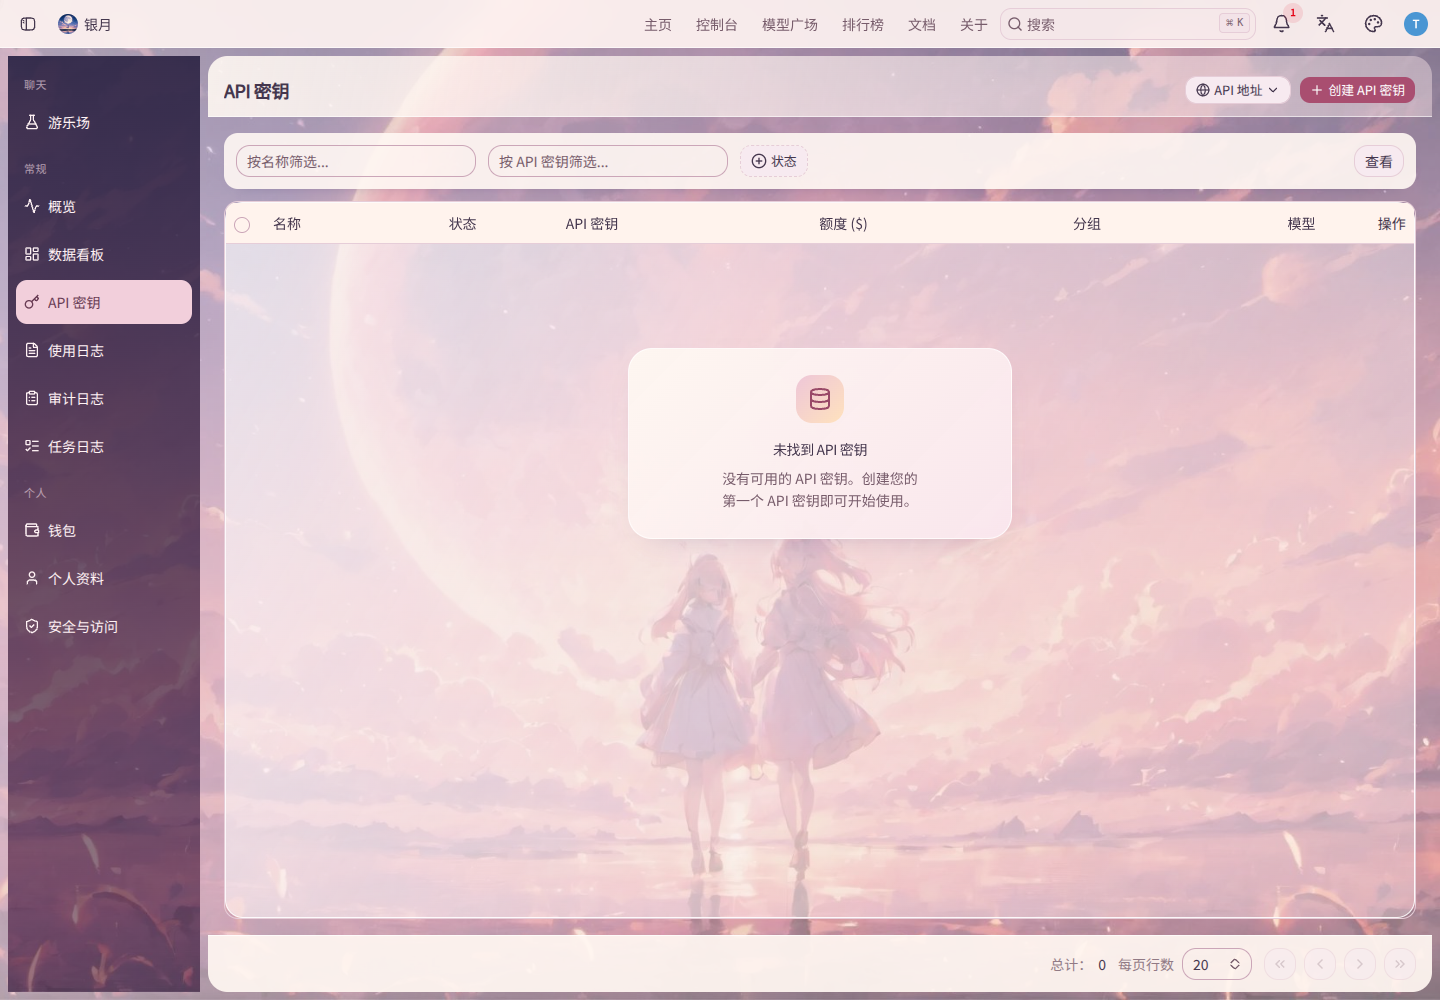 银月
主页 控制台 模型广场 排行榜 文档 关于 搜索 ⌘ K 1 T
聊天
游乐场
常规
概览
数据看板
API 密钥
使用日志
审计日志
任务日志
个人
钱包
个人资料
安全与访问
API 密钥
API 地址
创建 API 密钥
按名称筛选... 按 API 密钥筛选... 状态 查看
名称 状态 API 密钥 额度 ($) 分组 模型 操作
未找到 API 密钥
没有可用的 API 密钥。创建您的
第一个 API 密钥即可开始使用。
总计： 0 每页行数 20